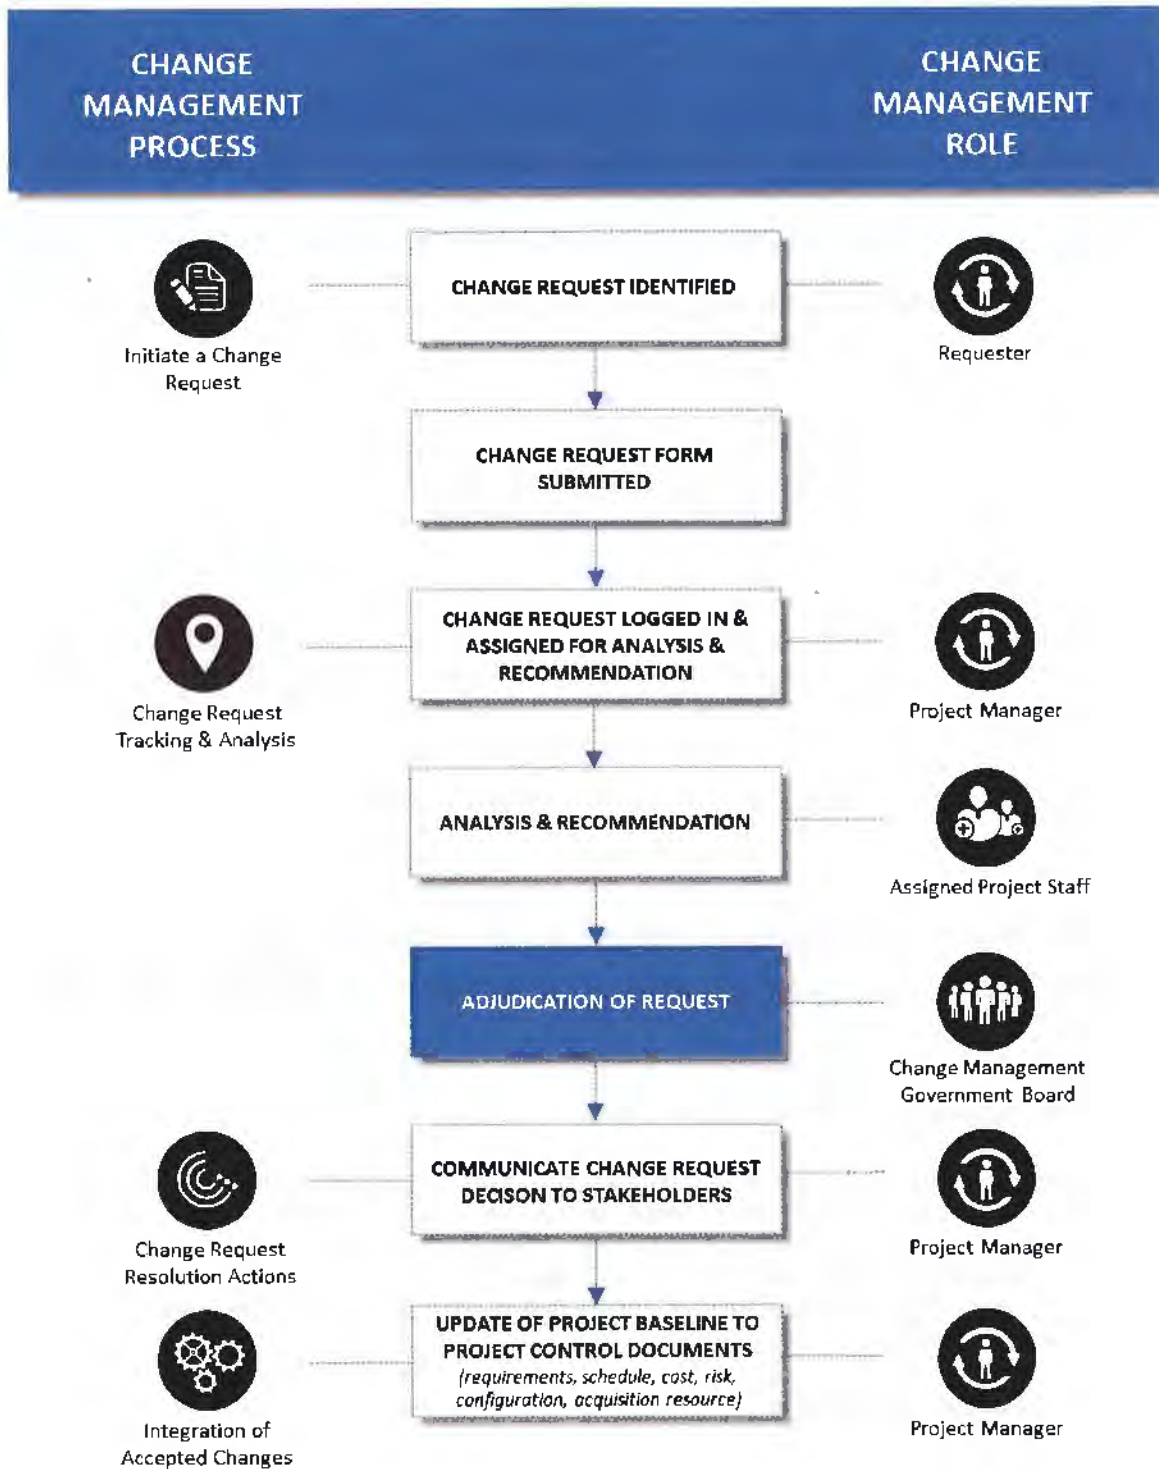 CHANGE
MANAGEMENT
PROCESS
CHANGE
MANAGEMENT
ROLE
CHANGE REQUEST IDENTIFIED
Initiate a Change
Request
Requester
CHANGE REQUEST FORM
SUBMITTED
CHANGE REQUEST LOGGED IN &
ASSIGNED FOR ANALYSIS &
RECOMMENDATION
Change Request
Tracking & Analysis
Project Manager
ANALYSIS & RECOMMENDATION
Assigned Project Staff
ADJUDICATION OF REQUEST
Change Management
Government Board
COMMUNICATE CHANGE REQUEST
DECISON TO STAKEHOLDERS
Change Request
Resolution Actions
Project Manager
UPDATE OF PROJECT BASELINE TO
PROJECT CONTROL DOCUMENTS
(requirements, schedule, cost, risk,
configuration, acquisition resource)
Integration of
Accepted Changes
Project Manager